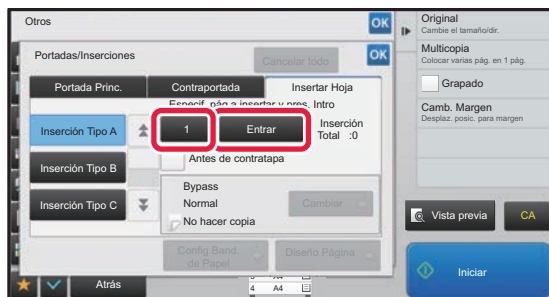 Otros
OK
Portadas/Inserciones
Cancelar todo
OK
Portada Princ.
Contraportada
Insertar Hoja
Especif. pág a insertar y pres. Intro
Inserción Tipo A
1
Entrar
Inserción
Total :0
Inserción Tipo B
Antes de contratapa
Inserción Tipo C
Bypass
Normal
Cambiar
No hacer copia
Config.Band.
de Papel
Diseño Página
Atrás
4 A4
Original
Cambie el tamaño/dir.
Multicopia
Colocar varias pág. en 1 pág.
Grapado
Camb. Margen
Desplaz. posic. para margen
Vista previa
CA
Iniciar